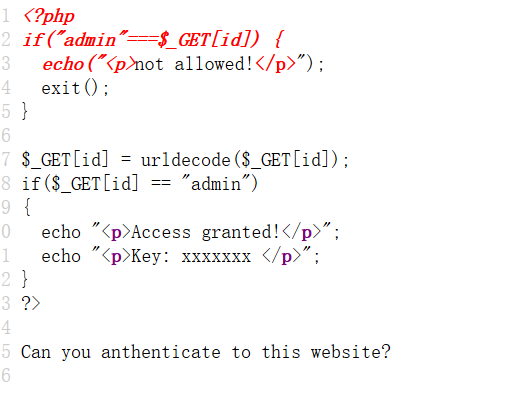 1 <?php
2 if("admin"===$_GET[id]) {
3 echo("<p>not allowed!</p>");
4 exit();
5 }
6
7 $_GET[id] = urldecode($_GET[id]);
8 if($_GET[id] == "admin")
9 {
0 echo "<p>Access granted!</p>";
1 echo "<p>Key: xxxxxxx </p>";
2 }
3 ?>
4
5 Can you anthenticate to this website?
6